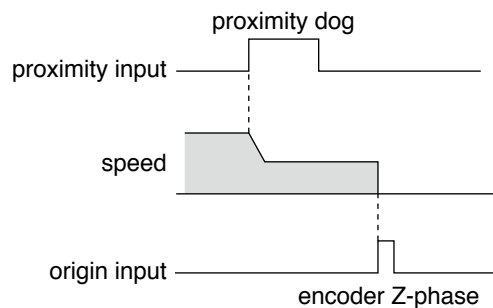 proximity dog
proximity input
speed
origin input
encoder Z-phase